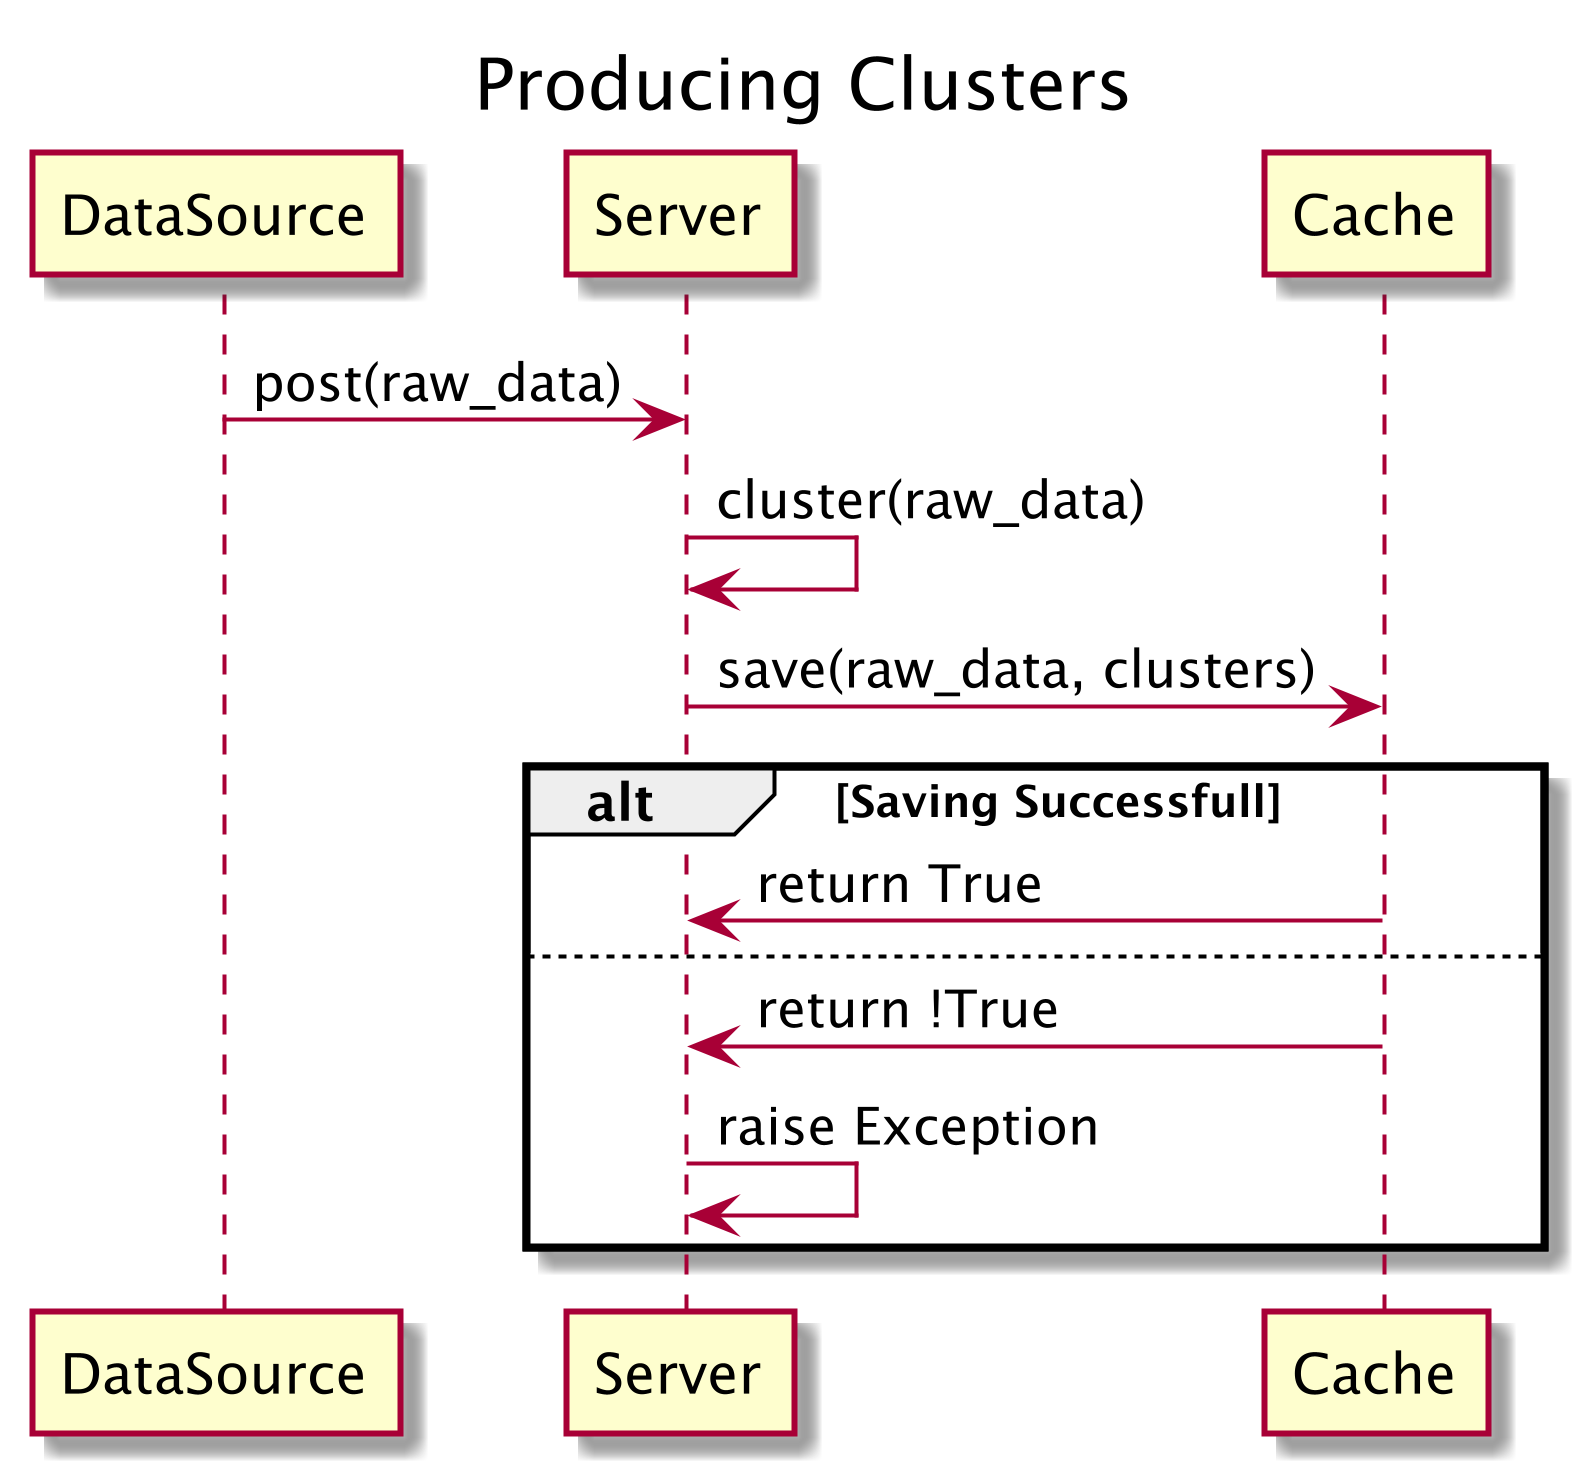 Producing Clusters
DataSource
Server
Cache
post(raw_data)
cluster(raw_data)
save(raw_data, clusters)
alt
[Saving Successfull]
return True
return !True
raise Exception
DataSource
Server
Cache